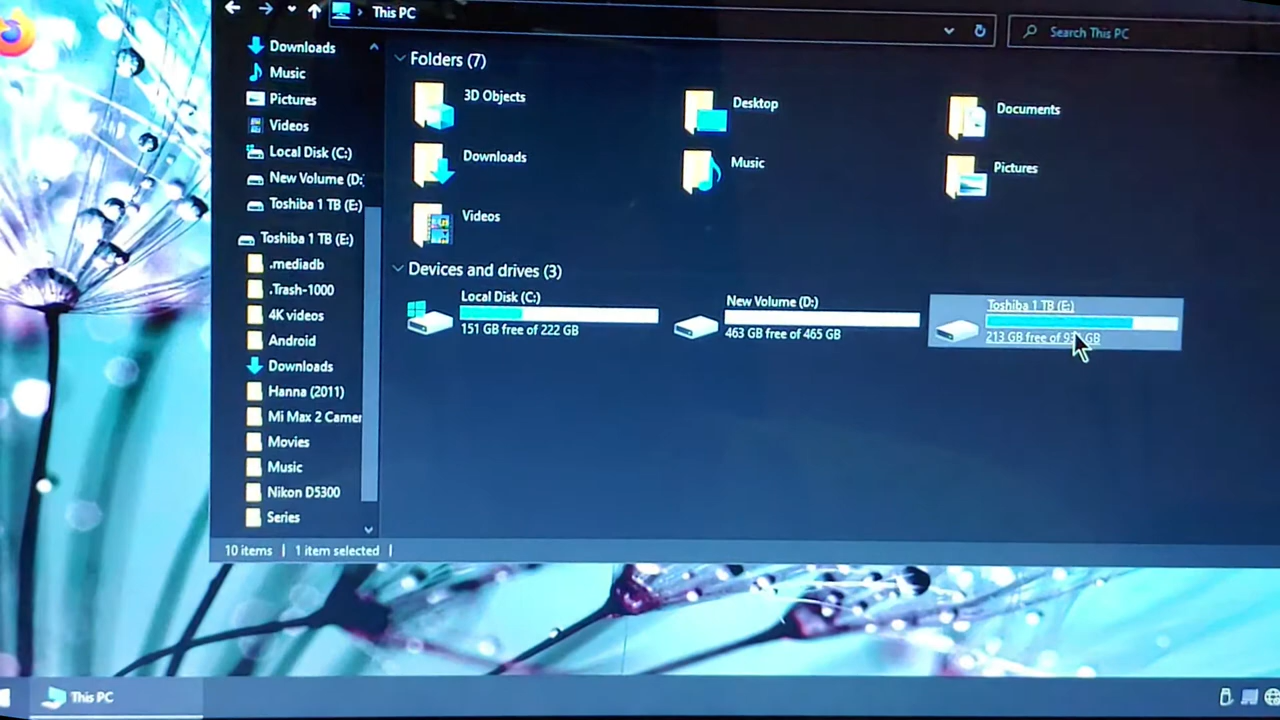 This PC
Search This PC
Downloads
Music
Pictures
Videos
Local Disk (C:)
New Volume (D:
Toshiba 1 TB (E:)
Toshiba 1 TB (E:)
.mediadb
.Trash-1000
4K videos
Android
Downloads
Hanna (2011)
Mi Max 2 Camer
Movies
Music
Nikon D5300
Series
Folders (7)
3D Objects
Desktop
Documents
Downloads
Music
Pictures
Videos
Devices and drives (3)
Local Disk (C:)
151 GB free of 222 GB
New Volume (D:)
463 GB free of 465 GB
Toshiba 1 TB (E:)
213 GB free of GB
10 items
1 item selected
This PC